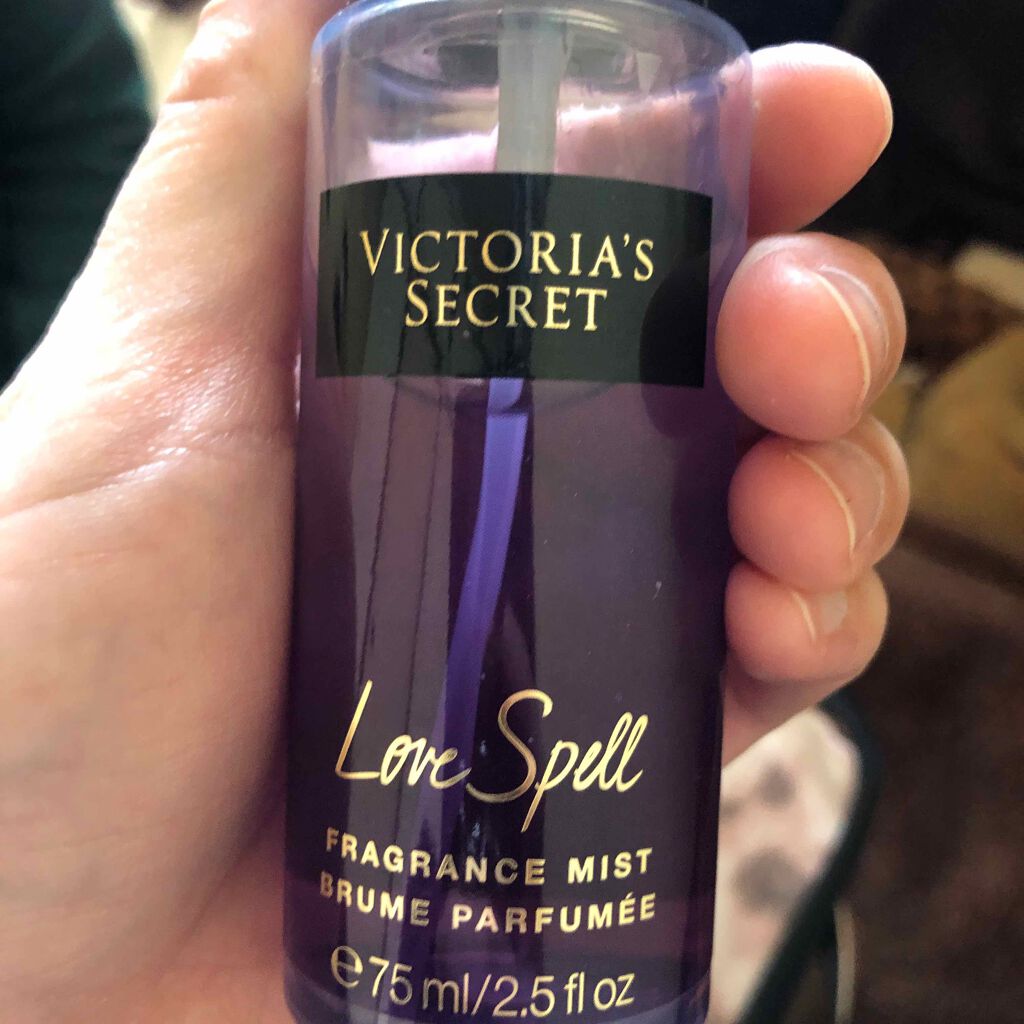 VICTORIA'S
SECRET
Love Spell
FRAGRANCE MIST
BRUME PARFUMÉE
℮75 ml/2.5 fl oz